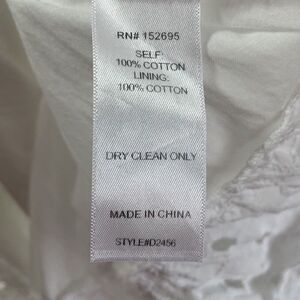 RN# 152695
SELF:
100% COTTON
LINING:
100% COTTON
DRY CLEAN ONLY
MADE IN CHINA
STYLE#D2456